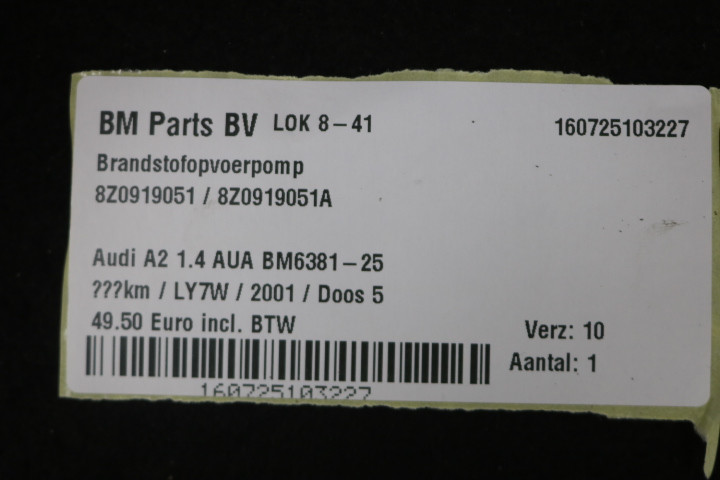 BM Parts BV LOK 8-41 160725103227
Brandstofopvoerpomp
8Z0919051 / 8Z0919051A
Audi A2 1.4 AUA BM6381-25
???km / LY7W / 2001 / Doos 5
49.50 Euro incl. BTW
Verz: 10
Aantal: 1
160725103227